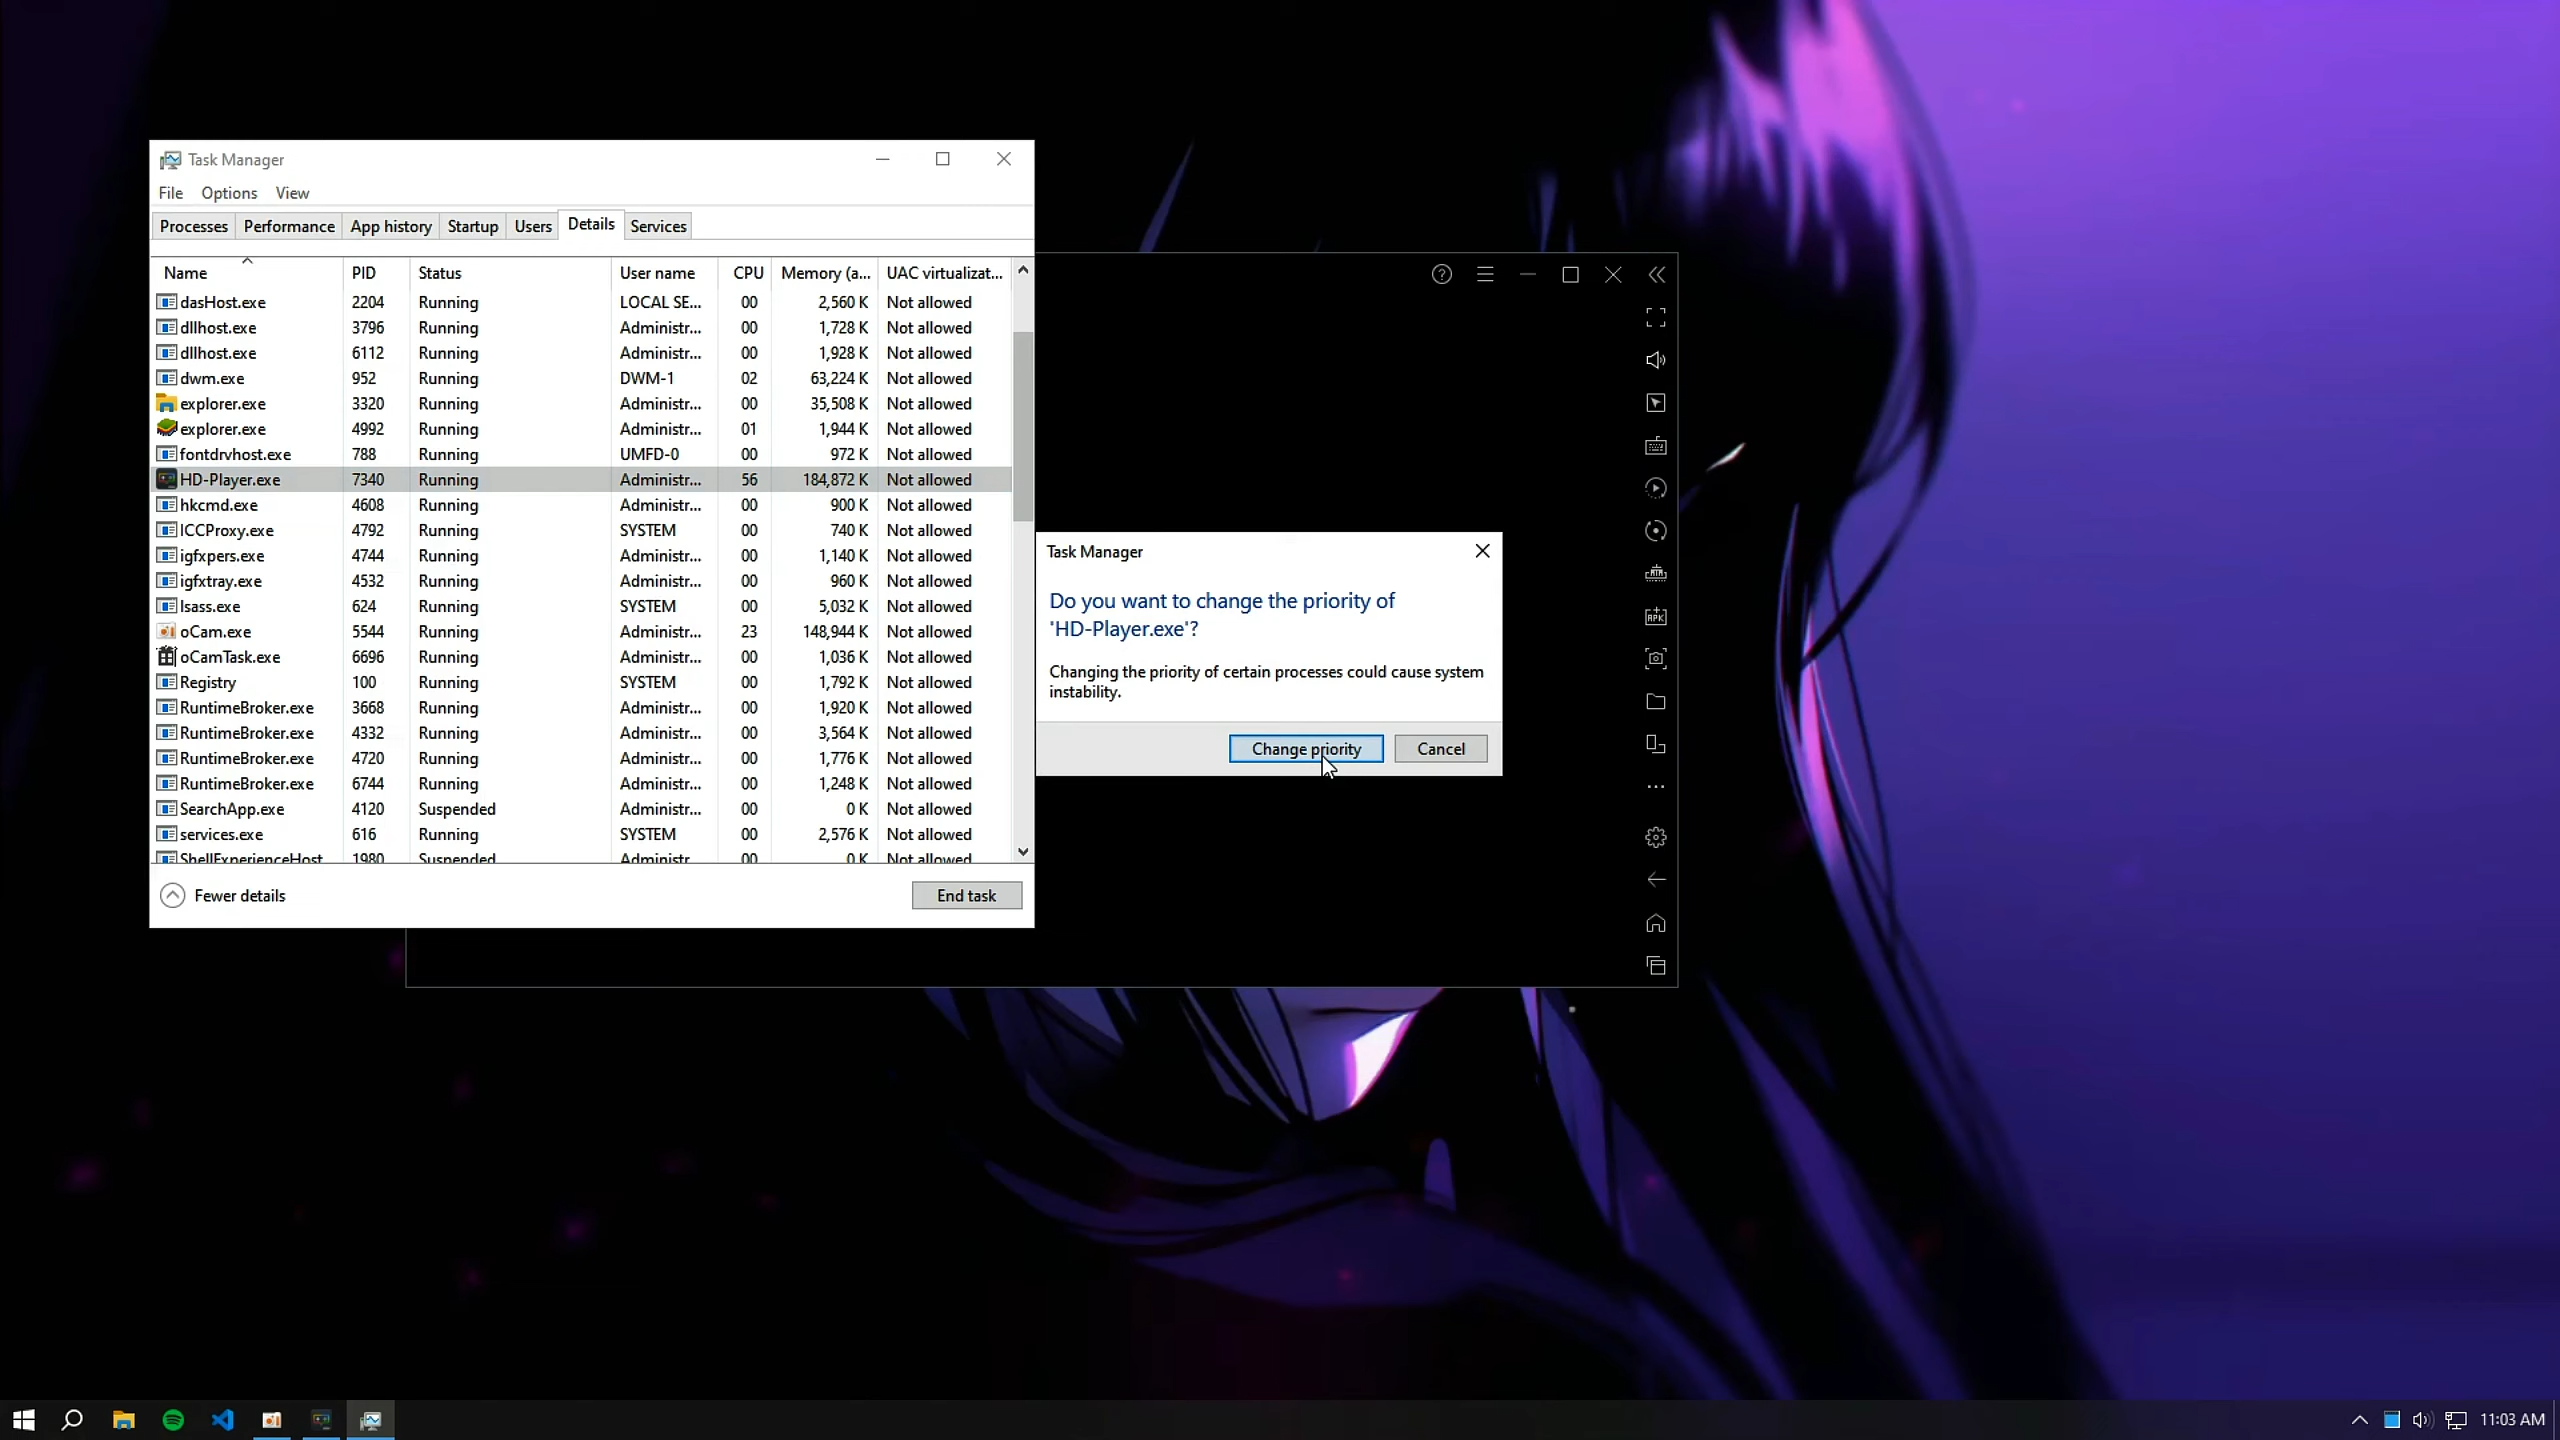 Task Manager
File Options View
Processes Performance App history Startup Users Details Services
Name PID Status User name CPU Memory (a... UAC virtualizat...
dasHost.exe 2204 Running LOCAL SE... 00 2,560 K Not allowed
dllhost.exe 3796 Running Administr... 00 1,728 K Not allowed
dllhost.exe 6112 Running Administr... 00 1,928 K Not allowed
dwm.exe 952 Running DWM-1 02 63,224 K Not allowed
explorer.exe 3320 Running Administr... 00 35,508 K Not allowed
explorer.exe 4992 Running Administr... 01 1,944 K Not allowed
fontdrvhost.exe 788 Running UMFD-0 00 972 K Not allowed
HD-Player.exe 7340 Running Administr... 56 184,872 K Not allowed
hkcmd.exe 4608 Running Administr... 00 900 K Not allowed
ICCProxy.exe 4792 Running SYSTEM 00 740 K Not allowed
igfxpers.exe 4744 Running Administr... 00 1,140 K Not allowed
igfxtray.exe 4532 Running Administr... 00 960 K Not allowed
lsass.exe 624 Running SYSTEM 00 5,032 K Not allowed
oCam.exe 5544 Running Administr... 23 148,944 K Not allowed
oCamTask.exe 6696 Running Administr... 00 1,036 K Not allowed
Registry 100 Running SYSTEM 00 1,792 K Not allowed
RuntimeBroker.exe 3668 Running Administr... 00 1,920 K Not allowed
RuntimeBroker.exe 4332 Running Administr... 00 3,564 K Not allowed
RuntimeBroker.exe 4720 Running Administr... 00 1,776 K Not allowed
RuntimeBroker.exe 6744 Running Administr... 00 1,248 K Not allowed
SearchApp.exe 4120 Suspended Administr... 00 0 K Not allowed
services.exe 616 Running SYSTEM 00 2,576 K Not allowed
ShellExperienceHost 1980 Suspended Administr 00 0 K Not allowed
Fewer details End task
Task Manager
Do you want to change the priority of
'HD-Player.exe'?
Changing the priority of certain processes could cause system
instability.
Change priority Cancel
APK
11:03 AM